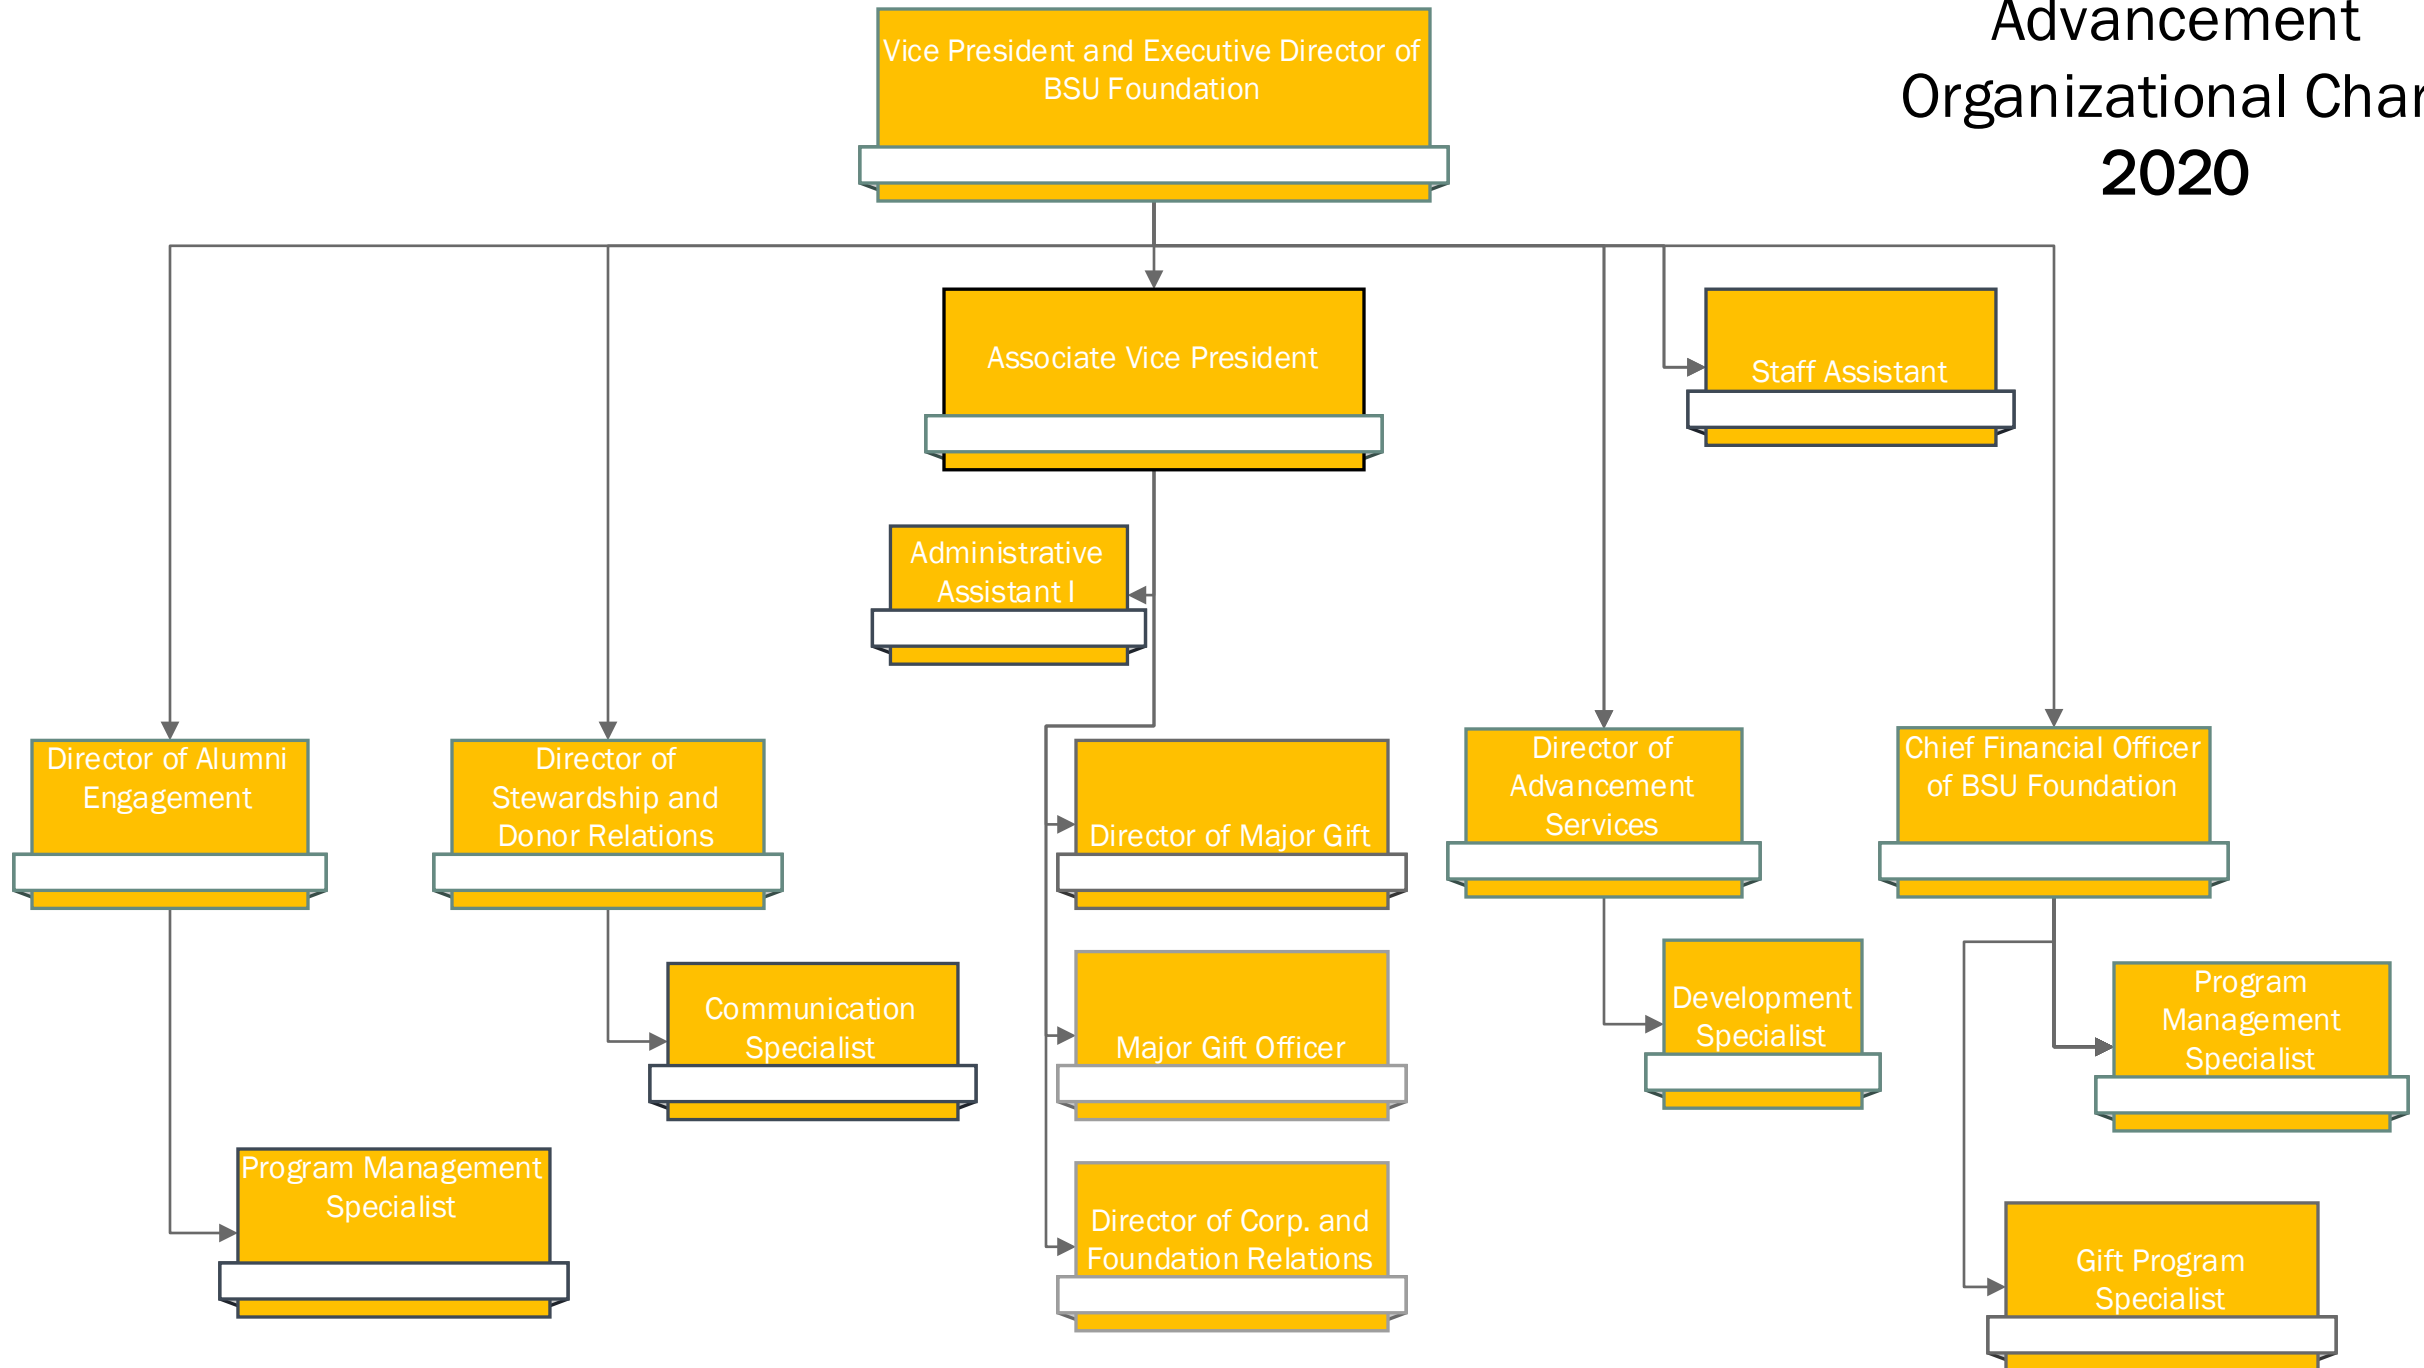 Advancement
Organizational Char
2020
Vice President and Executive Director of
BSU Foundation
Associate Vice President
Staff Assistant
Administrative
Assistant I
Director of Alumni
Engagement
Director of
Stewardship and
Donor Relations
Director of Major Gift
Director of
Advancement
Services
Chief Financial Officer
of BSU Foundation
Communication
Specialist
Major Gift Officer
Development
Specialist
Program
Management
Specialist
Program Management
Specialist
Director of Corp. and
Foundation Relations
Gift Program
Specialist